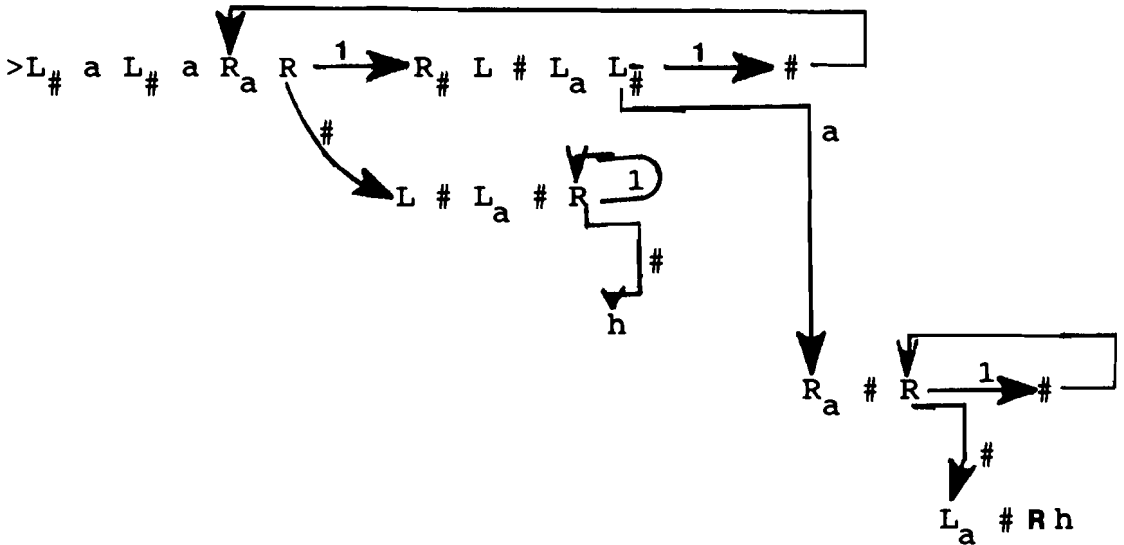 >L# a L# a Ra R 1 R# L # La L# 1 #
# a
L # La # R 1
#
h
Ra # R 1 #
#
La # R h